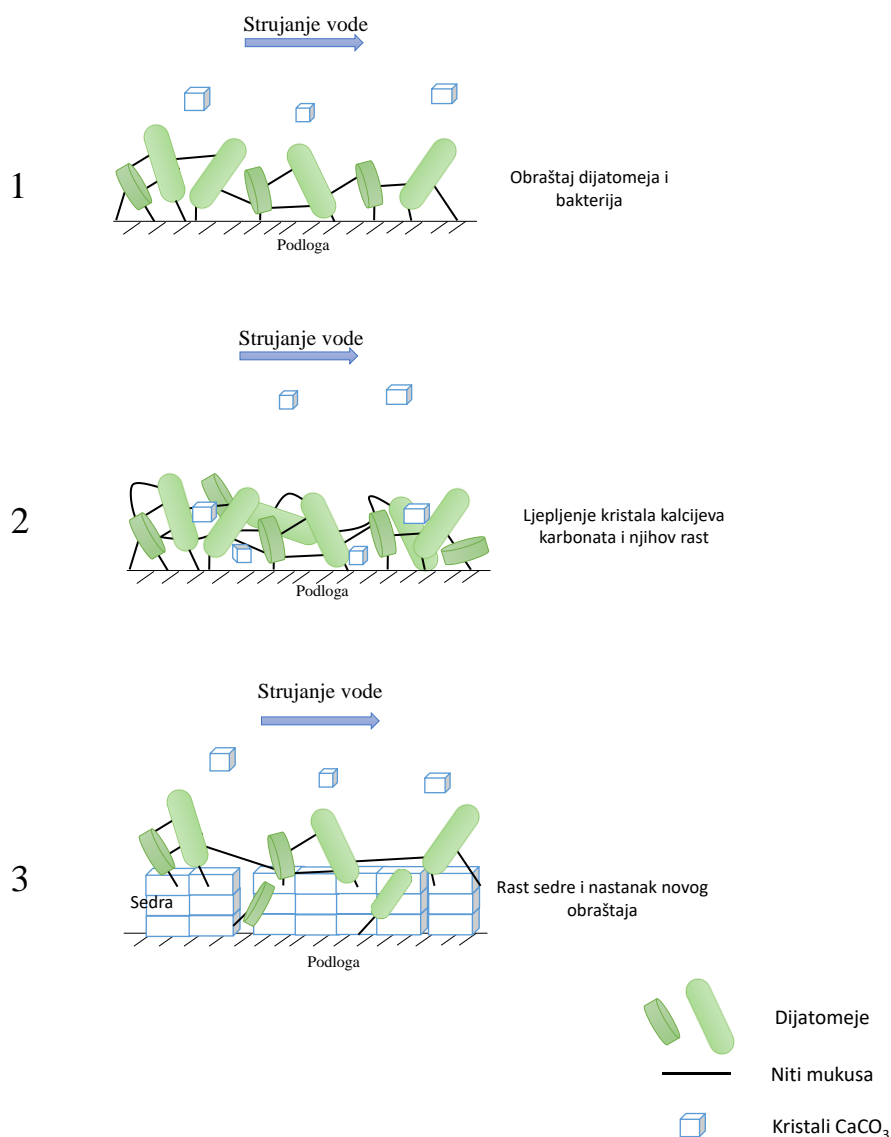 Strujanje vode
1
Obraštaj dijatomeja i
bakterija
Podloga
Strujanje vode
2
Ljepljenje kristala kalcijeva
karbonata i njihov rast
Podloga
Strujanje vode
3
Sedra
Rast sedre i nastanak novog
obraštaja
Podloga
Dijatomeje
Niti mukusa
Kristali CaCO₃